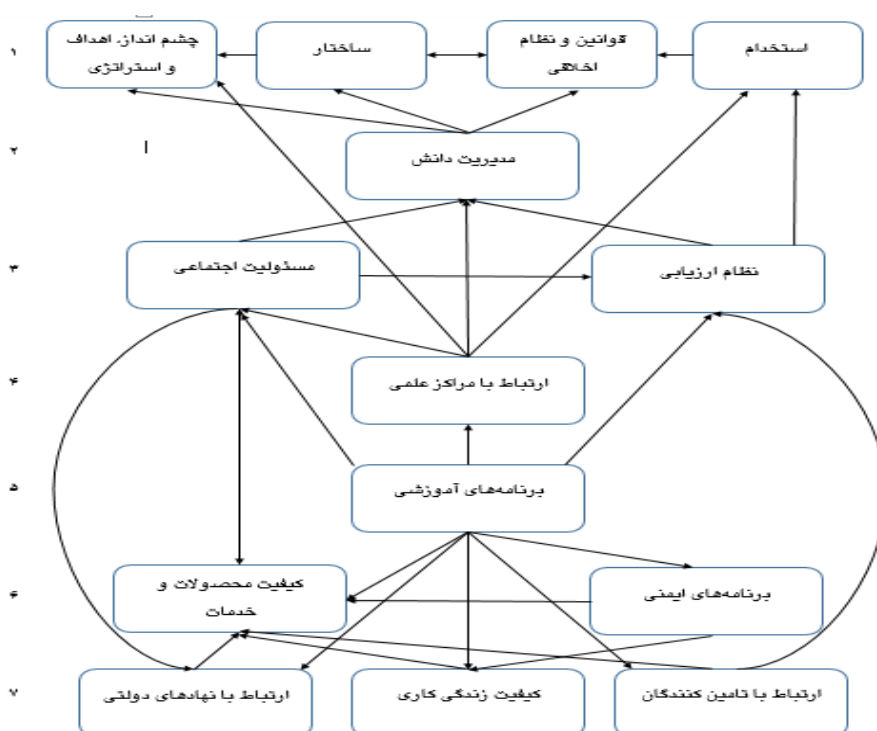 ۱
چشم انداز، اهداف
و استراتژی
ساختار
قوانین و نظام
اخلاقی
استخدام
۲
مدیریت دانش
۳
مسئولیت اجتماعی
نظام ارزیابی
۴
ارتباط با مراکز علمی
۵
برنامه‌های آموزشی
۶
کیفیت محصولات و
خدمات
برنامه‌های ایمنی
۷
ارتباط با نهادهای دولتی
کیفیت زندگی کاری
ارتباط با تامین کنندگان